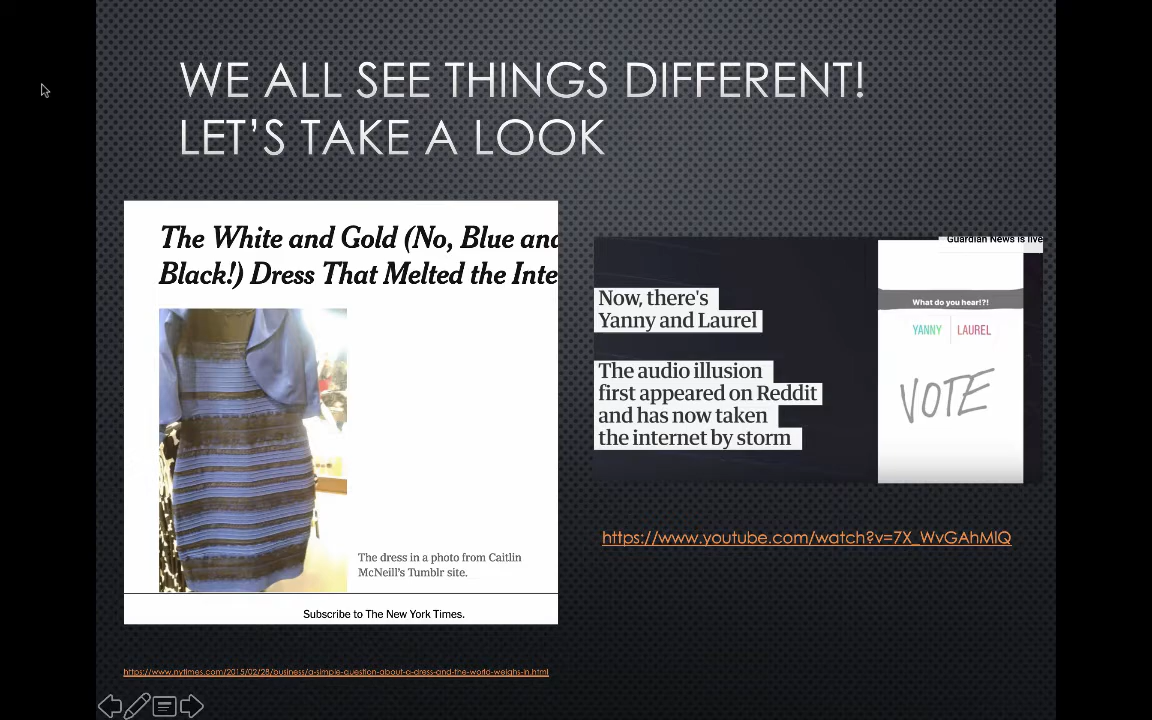 WE ALL SEE THINGS DIFFERENT!
LET'S TAKE A LOOK
The White and Gold (No, Blue and
Black!) Dress That Melted the Inte
The dress in a photo from Caitlin
McNeill's Tumblr site.
Subscribe to The New York Times.
https://www.nytimes.com/2015/02/28/business/a-simple-question-about-a-dress-and-the-world-weighs-in.html
Guardian News is live
Now, there's
Yanny and Laurel
The audio illusion
first appeared on Reddit
and has now taken
the internet by storm
What do you hear!?!
YANNY LAUREL
VOTE
https://www.youtube.com/watch?v=7X_WvGAhMlQ